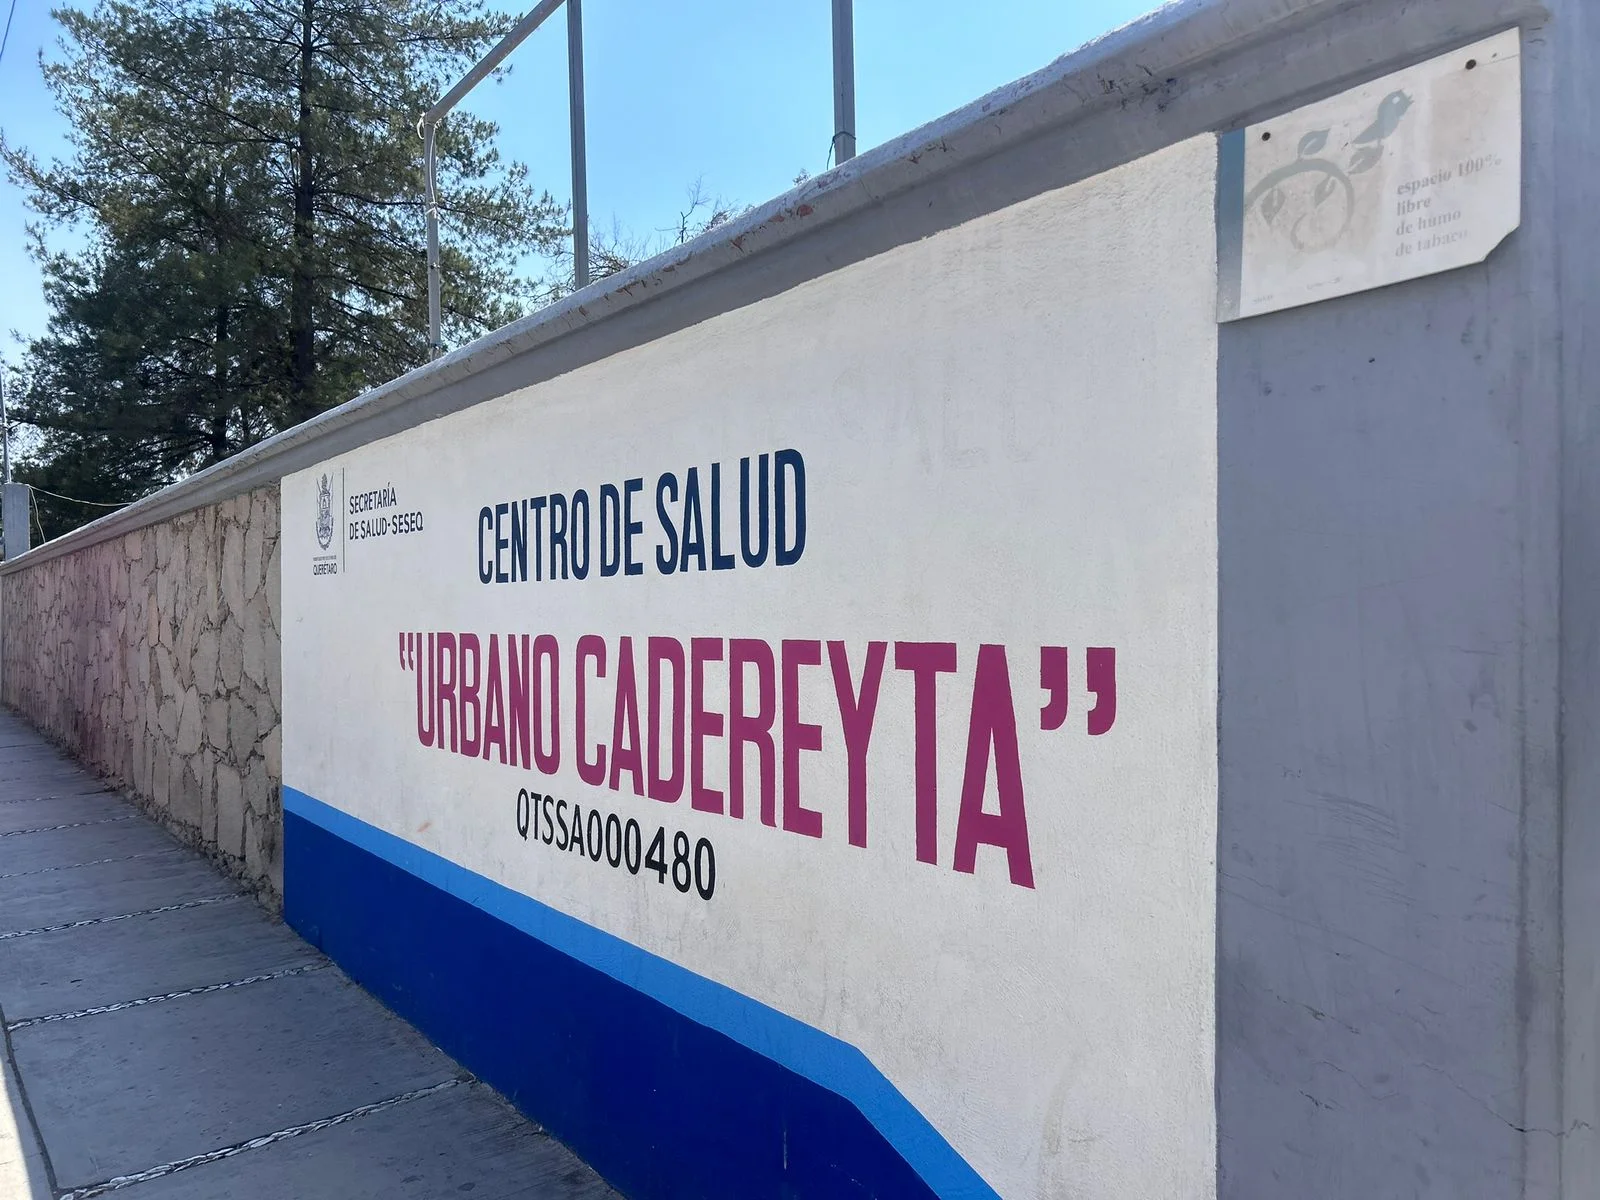 SECRETARÍA
DE SALUD-SESEQ
QUERÉTARO
CENTRO DE SALUD
"URBANO CADEREYTA”
QTSSA000480
espacio 100%
libre
de humo
de tabaco